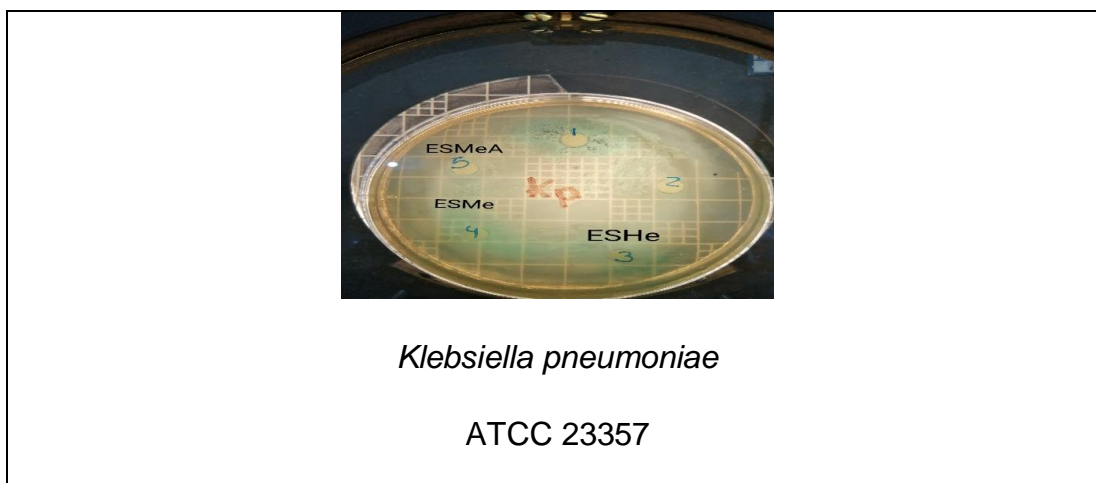 1
ESMeA
5
2
Kp
ESMe
4
ESHe
3
Klebsiella pneumoniae
ATCC 23357